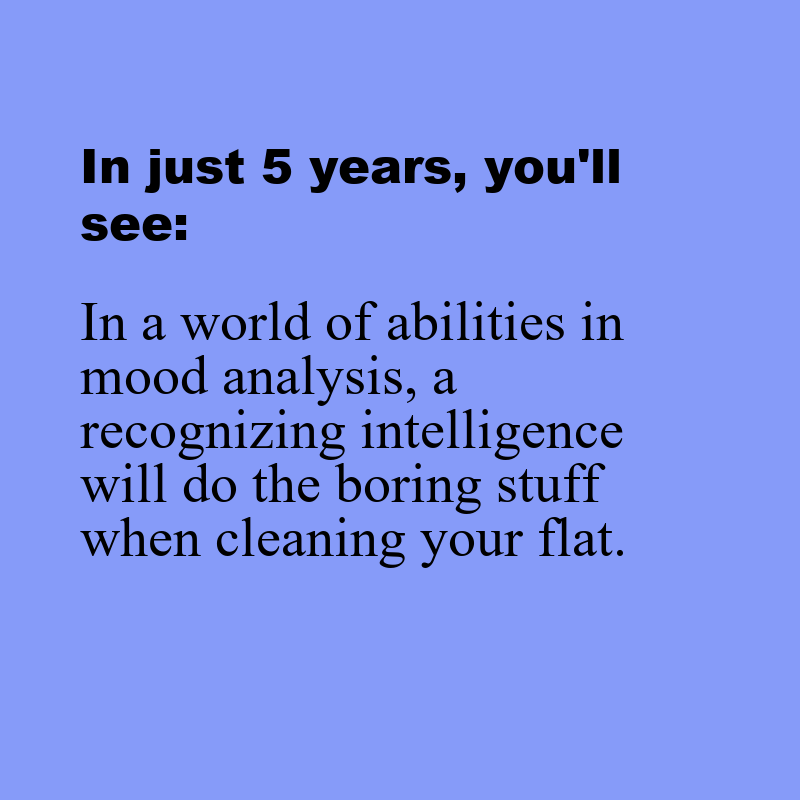 In just 5 years, you'll
see:
In a world of abilities in
mood analysis, a
recognizing intelligence
will do the boring stuff
when cleaning your flat.